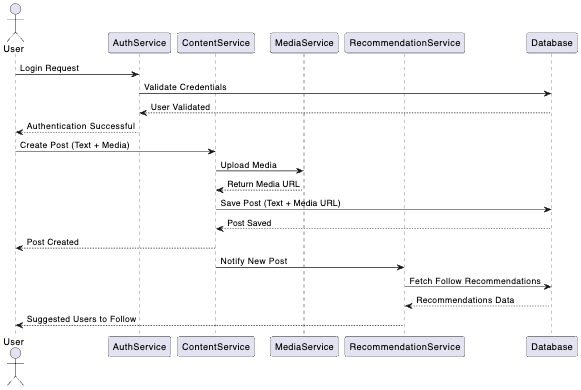 User
AuthService
ContentService
MediaService
RecommendationService
Database
Login Request
Validate Credentials
User Validated
Authentication Successful
Create Post (Text + Media)
Upload Media
Return Media URL
Save Post (Text + Media URL)
Post Saved
Post Created
Notify New Post
Fetch Follow Recommendations
Recommendations Data
Suggested Users to Follow
User
AuthService
ContentService
MediaService
RecommendationService
Database